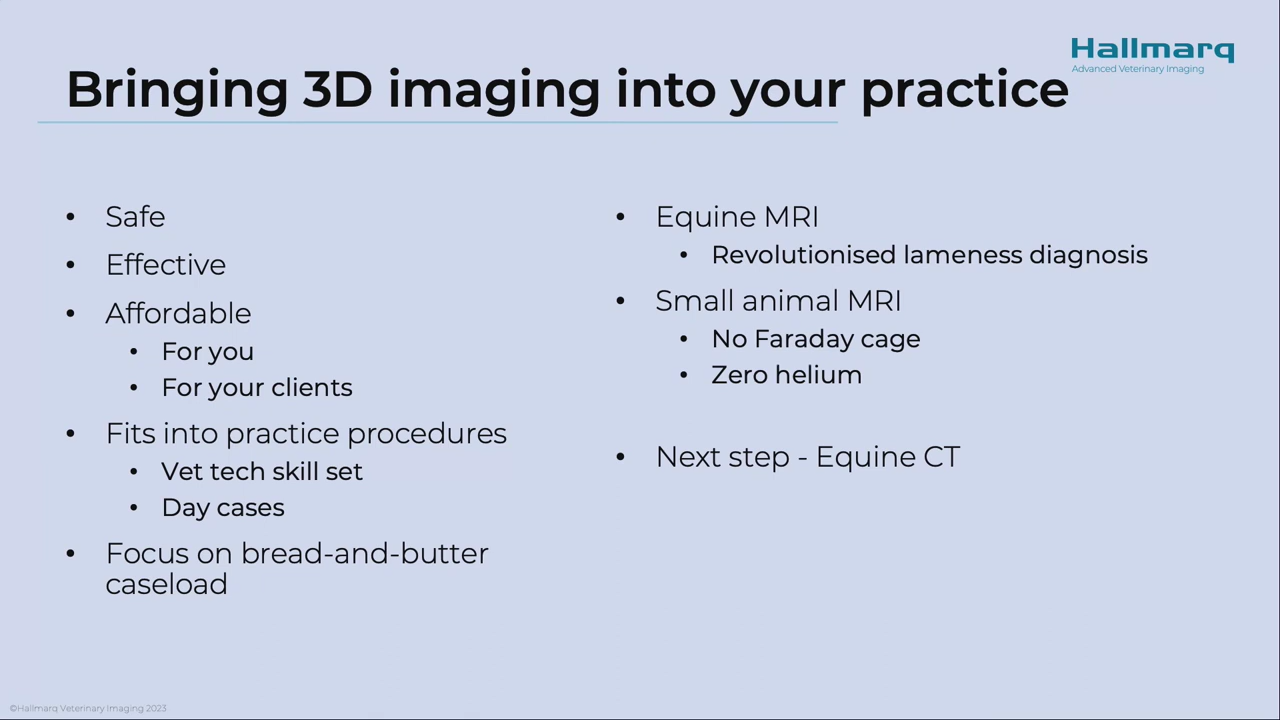 Hallmarq
Advanced Veterinary Imaging
Bringing 3D imaging into your practice
• Safe
• Effective
• Affordable
• For you
• For your clients
• Fits into practice procedures
• Vet tech skill set
• Day cases
• Focus on bread-and-butter
caseload
• Equine MRI
• Revolutionised lameness diagnosis
• Small animal MRI
• No Faraday cage
• Zero helium
• Next step - Equine CT
©Hallmarq Veterinary Imaging 2023